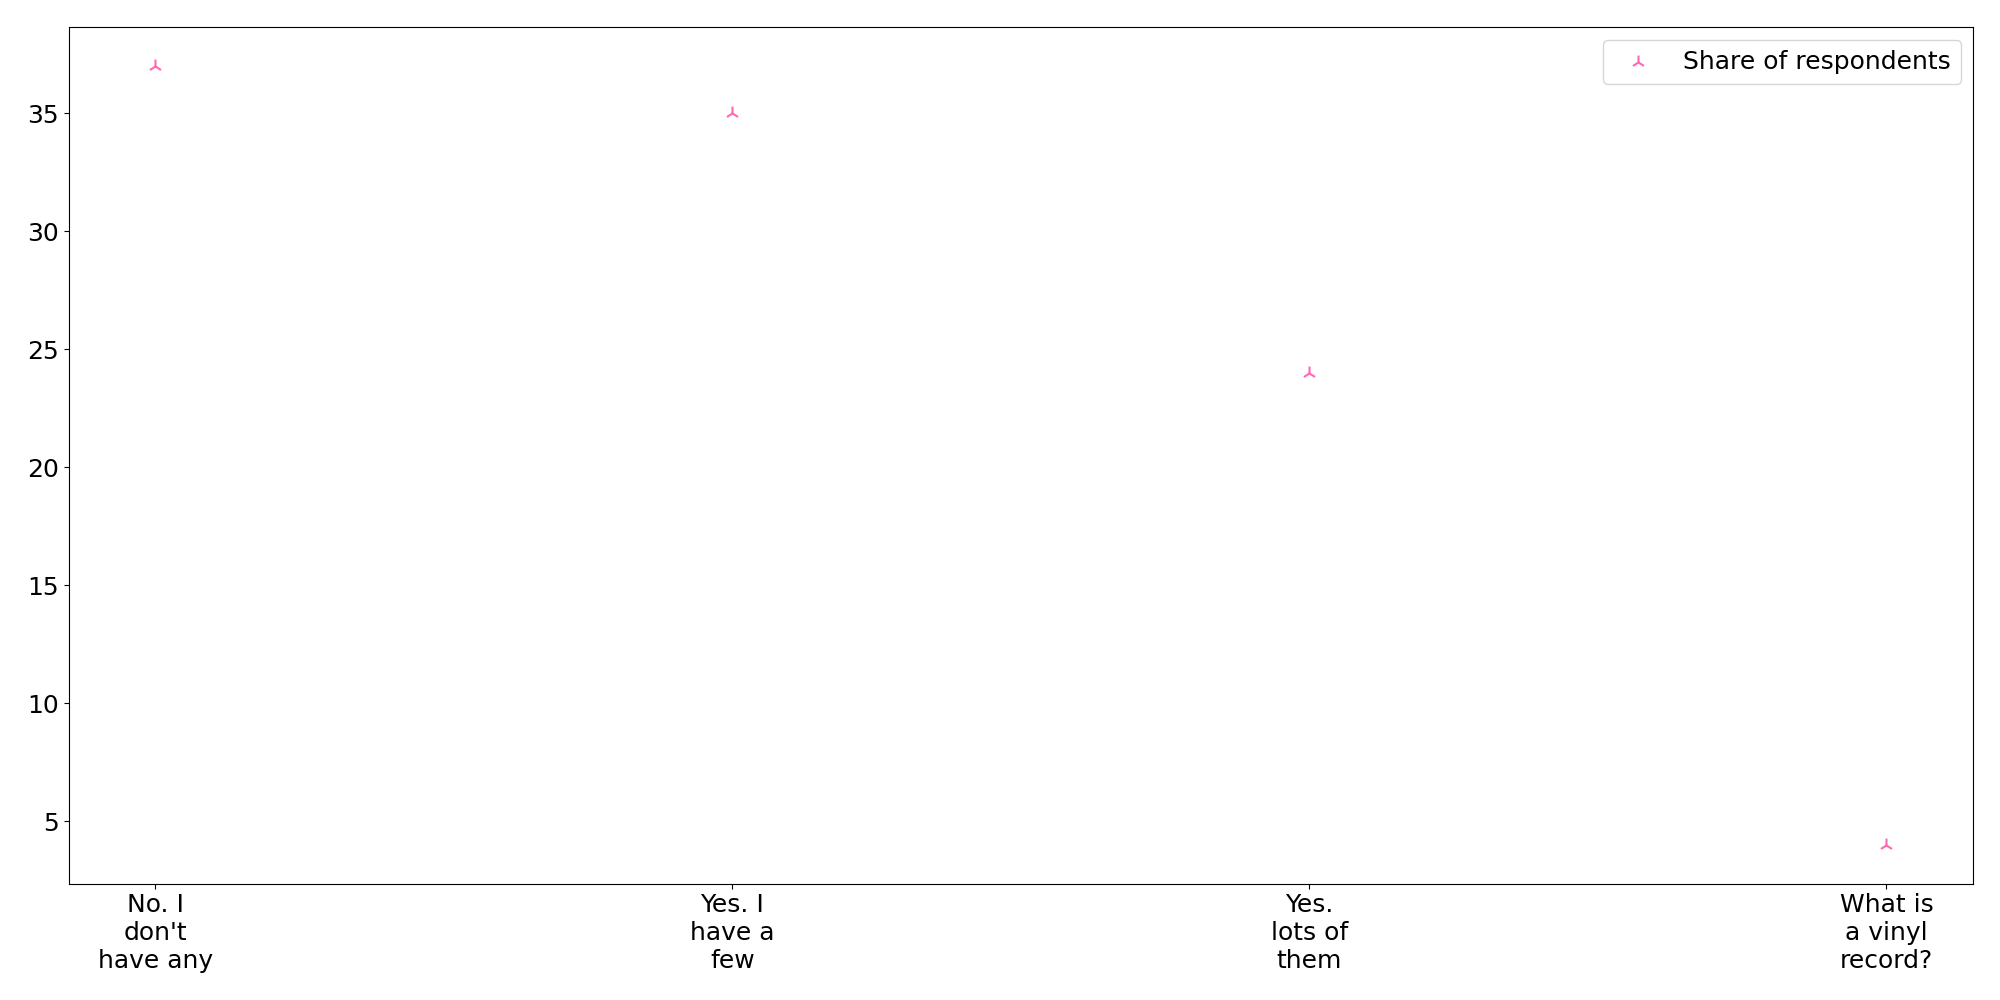 Share of respondents
35
30
25
20
15
10
5
No. I
don't
have any
Yes. I
have a
few
Yes.
lots of
them
What is
a vinyl
record?